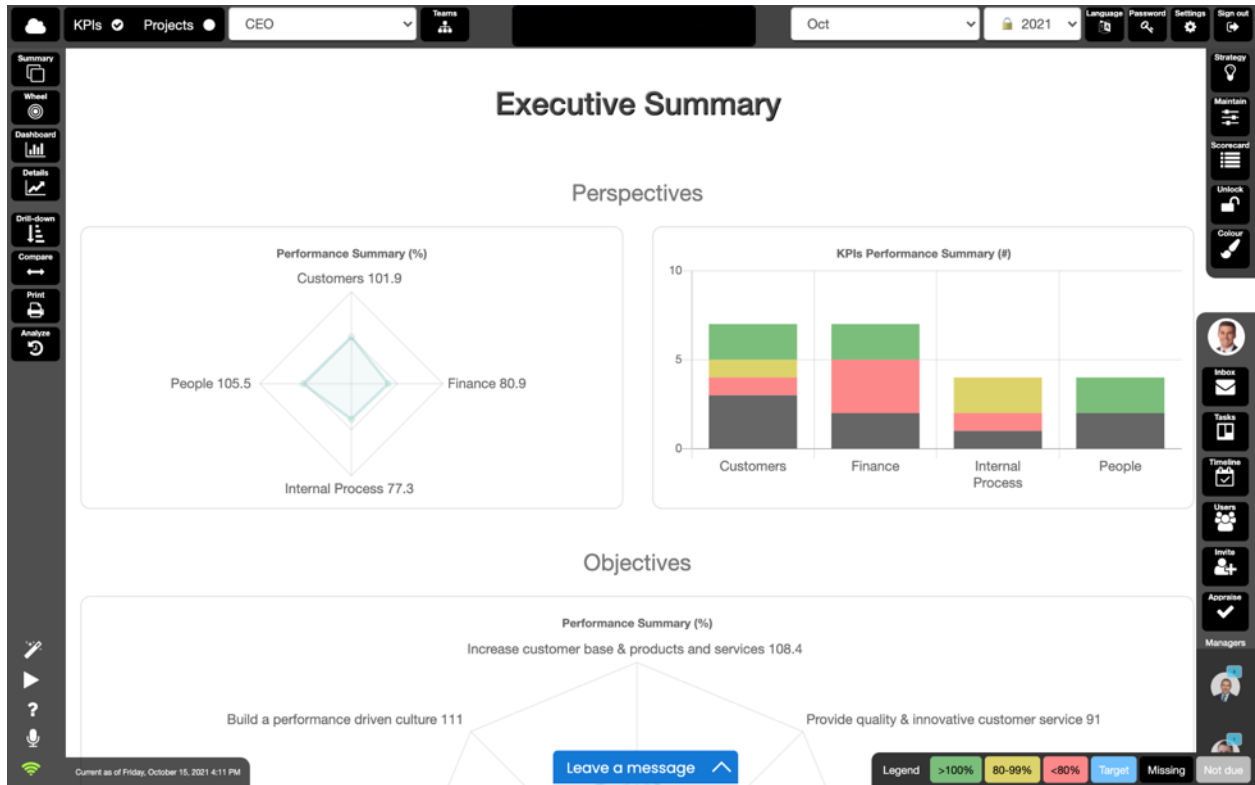 KPIs Projects CEO Teams Oct 2021 Language Password Settings Sign out
Summary
Wheel
Dashboard
Details
Drill-down
Compare
Print
Analyze
Executive Summary
Perspectives
Performance Summary (%)
Customers 101.9
People 105.5
Finance 80.9
Internal Process 77.3
KPIs Performance Summary (#)
10
5
0
Customers
Finance
Internal
Process
People
Objectives
Performance Summary (%)
Increase customer base & products and services 108.4
Build a performance driven culture 111
Provide quality & innovative customer service 91
Strategy
Maintain
Scorecard
Unlock
Colour
Inbox
Tasks
Timeline
Users
Invite
Appraise
Managers
?
Current as of Friday, October 15, 2021 4:11 PM
Leave a message
Legend >100% 80-99% <80% Target Missing Not due